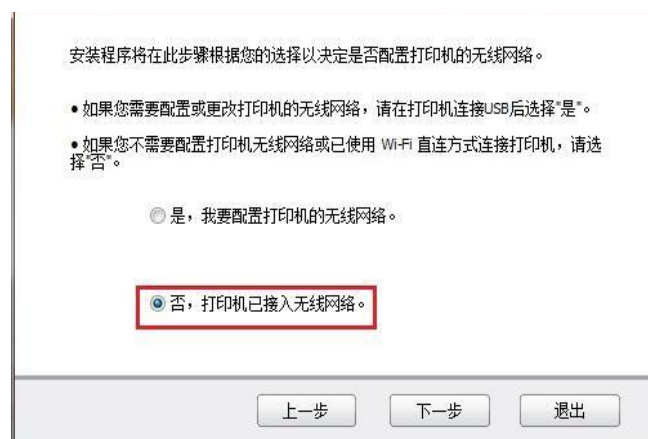 安装程序将在此步骤根据您的选择以决定是否配置打印机的无线网络。
• 如果您需要配置或更改打印机的无线网络，请在打印机连接USB后选择"是"。
• 如果您不需要配置打印机无线网络或已使用 Wi-Fi 直连方式连接打印机，请选
择"否"。
是，我要配置打印机的无线网络。
否，打印机已接入无线网络。
上一步 下一步 退出